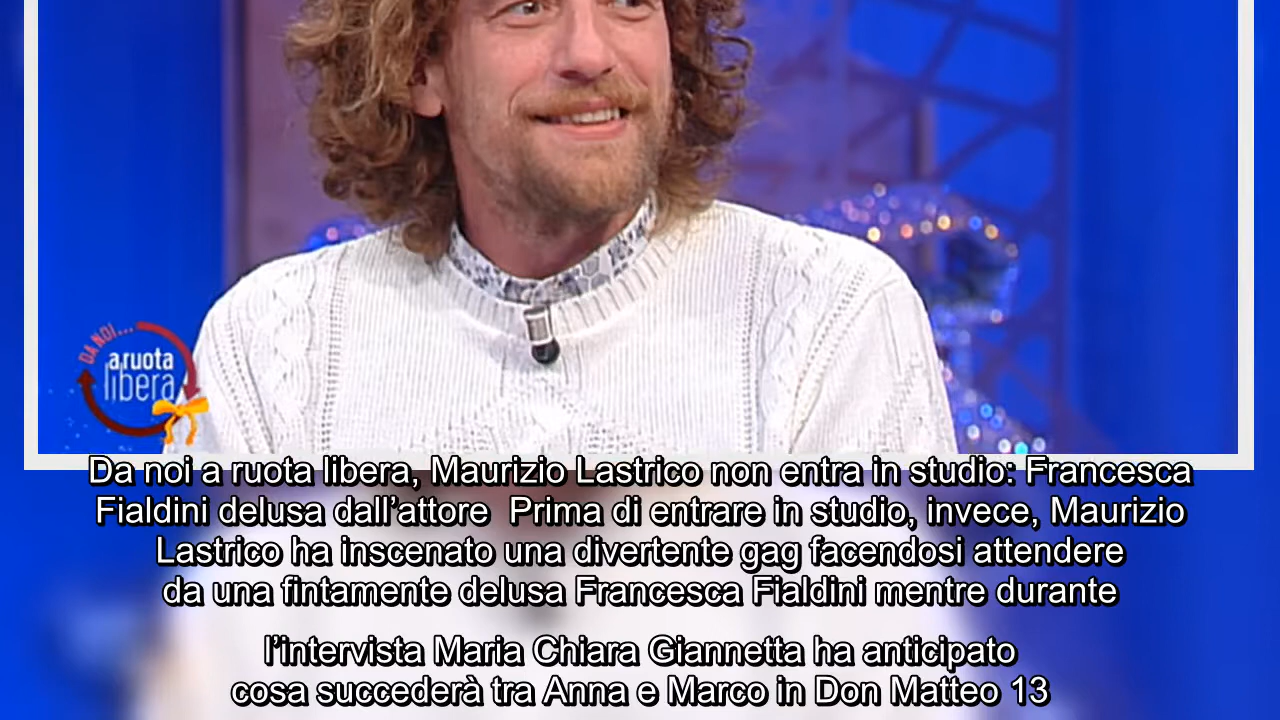 DA NOI...
a ruota
libera
Da noi a ruota libera, Maurizio Lastrico non entra in studio: Francesca
Fialdini delusa dall’attore  Prima di entrare in studio, invece, Maurizio
Lastrico ha inscenato una divertente gag facendosi attendere
da una fintamente delusa Francesca Fialdini mentre durante
l’intervista Maria Chiara Giannetta ha anticipato
cosa succederà tra Anna e Marco in Don Matteo 13